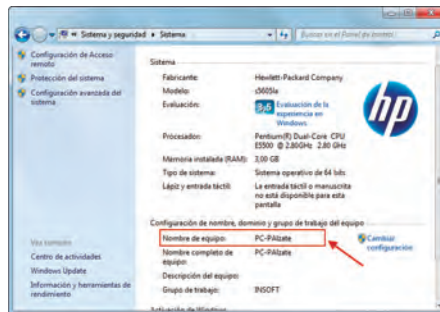 Sistema y seguridad ▸ Sistema
Buscar en el Panel de control
Configuración de Acceso
remoto
Protección del sistema
Configuración avanzada del
sistema
Vea también
Centro de actividades
Windows Update
Información y herramientas de
rendimiento
Sistema
Fabricante: Hewlett-Packard Company
Modelo: s5605la
Evaluación: 3,6 Evaluación de la
experiencia en
Windows
Procesador: Pentium(R) Dual-Core CPU
E5500 @ 2.80GHz 2.80 GHz
Memoria instalada (RAM): 3,00 GB
Tipo de sistema: Sistema operativo de 64 bits
Lápiz y entrada táctil: La entrada táctil o manuscrita
no está disponible para esta
pantalla
hp
Configuración de nombre, dominio y grupo de trabajo del equipo
Nombre de equipo: PC-PAlzate
Cambiar
configuración
Nombre completo de PC-PAlzate
equipo:
Descripción del equipo:
Grupo de trabajo: INSOFT
Activación de Windows